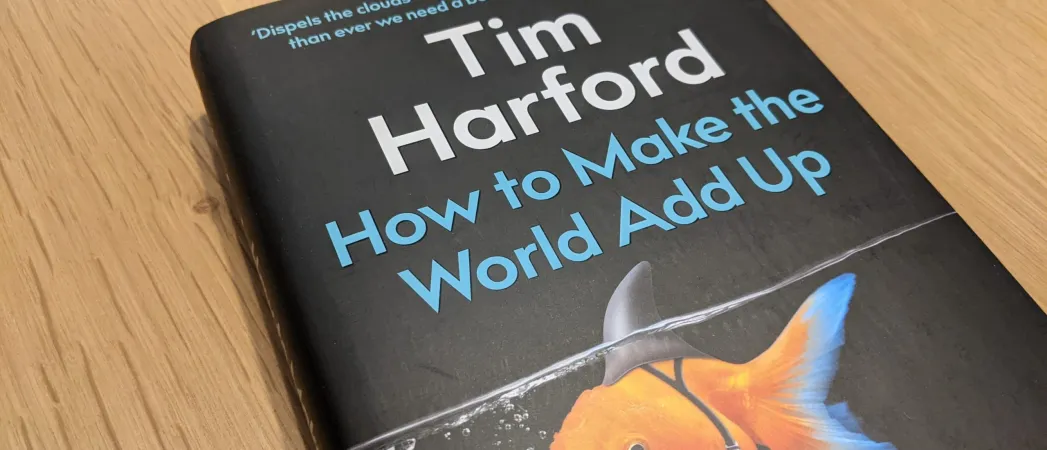 'Dispels the clouds
than ever we need a
Tim
Harford
How to Make the
World Add Up